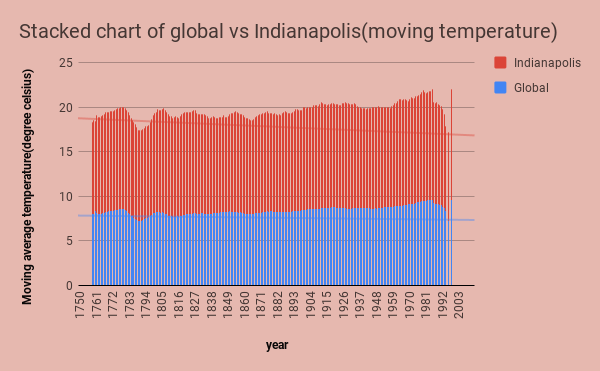 Stacked chart of global vs Indianapolis(moving temperature)
Moving average temperature(degree celsius)
25
20
15
10
5
0
Indianapolis
Global
1750 1761 1772 1783 1794 1805 1816 1827 1838 1849 1860 1871 1882 1893 1904 1915 1926 1937 1948 1959 1970 1981 1992 2003
year